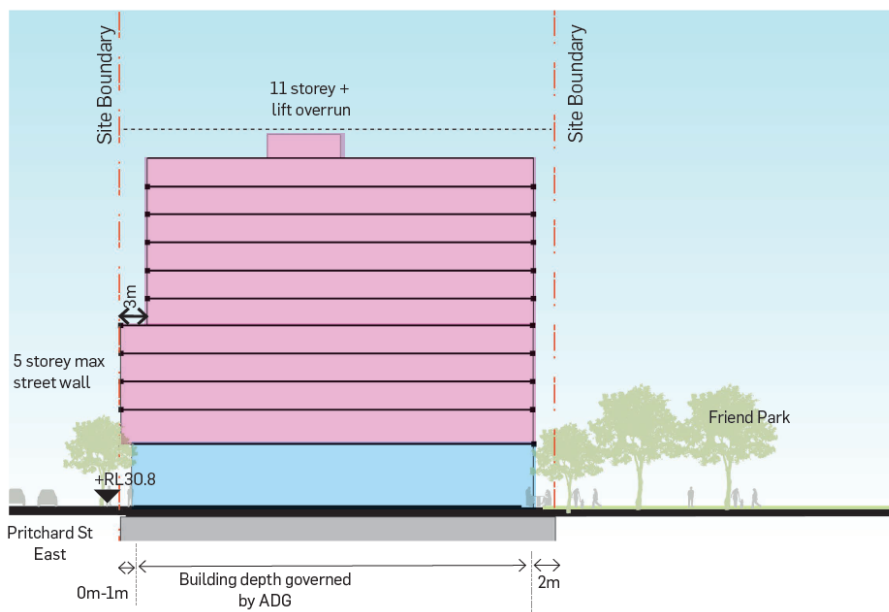 Site Boundary
Site Boundary
11 storey +
lift overrun
3m
5 storey max
street wall
Friend Park
+RL30.8
Pritchard St
East
0m-1m
Building depth governed
by ADG
2m